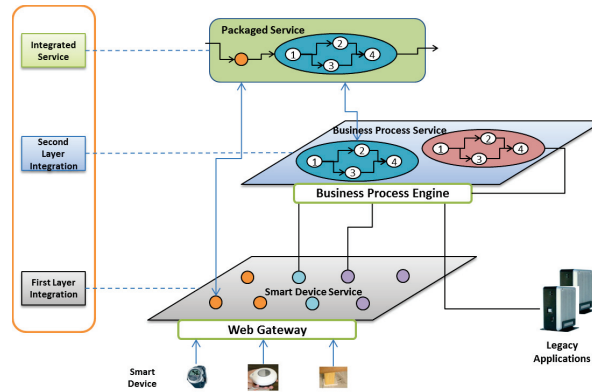 Packaged Service
Integrated
Service
1
2
3
4
Second
Layer
Integration
Business Process Service
1
2
3
4
1
2
3
4
Business Process Engine
First Layer
Integration
Smart Device Service
Web Gateway
Smart
Device
Legacy
Applications